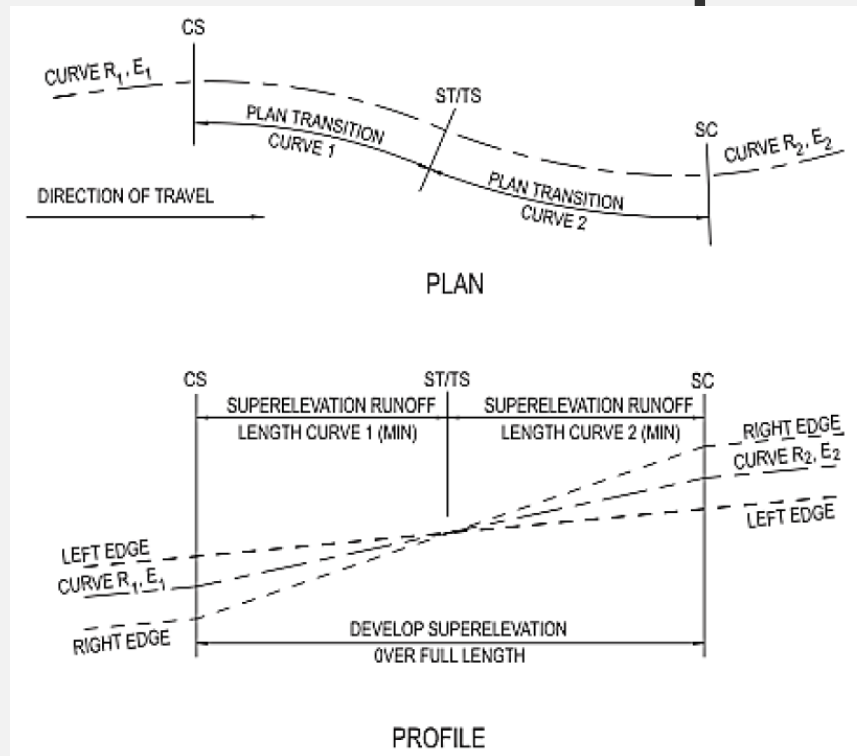 CS
CURVE R₁, E₁
ST/TS
PLAN TRANSITION
CURVE 1
SC
CURVE R₂, E₂
DIRECTION OF TRAVEL
PLAN TRANSITION
CURVE 2
PLAN
CS
ST/TS
SC
SUPERELEVATION RUNOFF
LENGTH CURVE 1 (MIN)
SUPERELEVATION RUNOFF
LENGTH CURVE 2 (MIN)
RIGHT EDGE
CURVE R₂, E₂
LEFT EDGE
LEFT EDGE
CURVE R₁, E₁
RIGHT EDGE
DEVELOP SUPERELEVATION
OVER FULL LENGTH
PROFILE